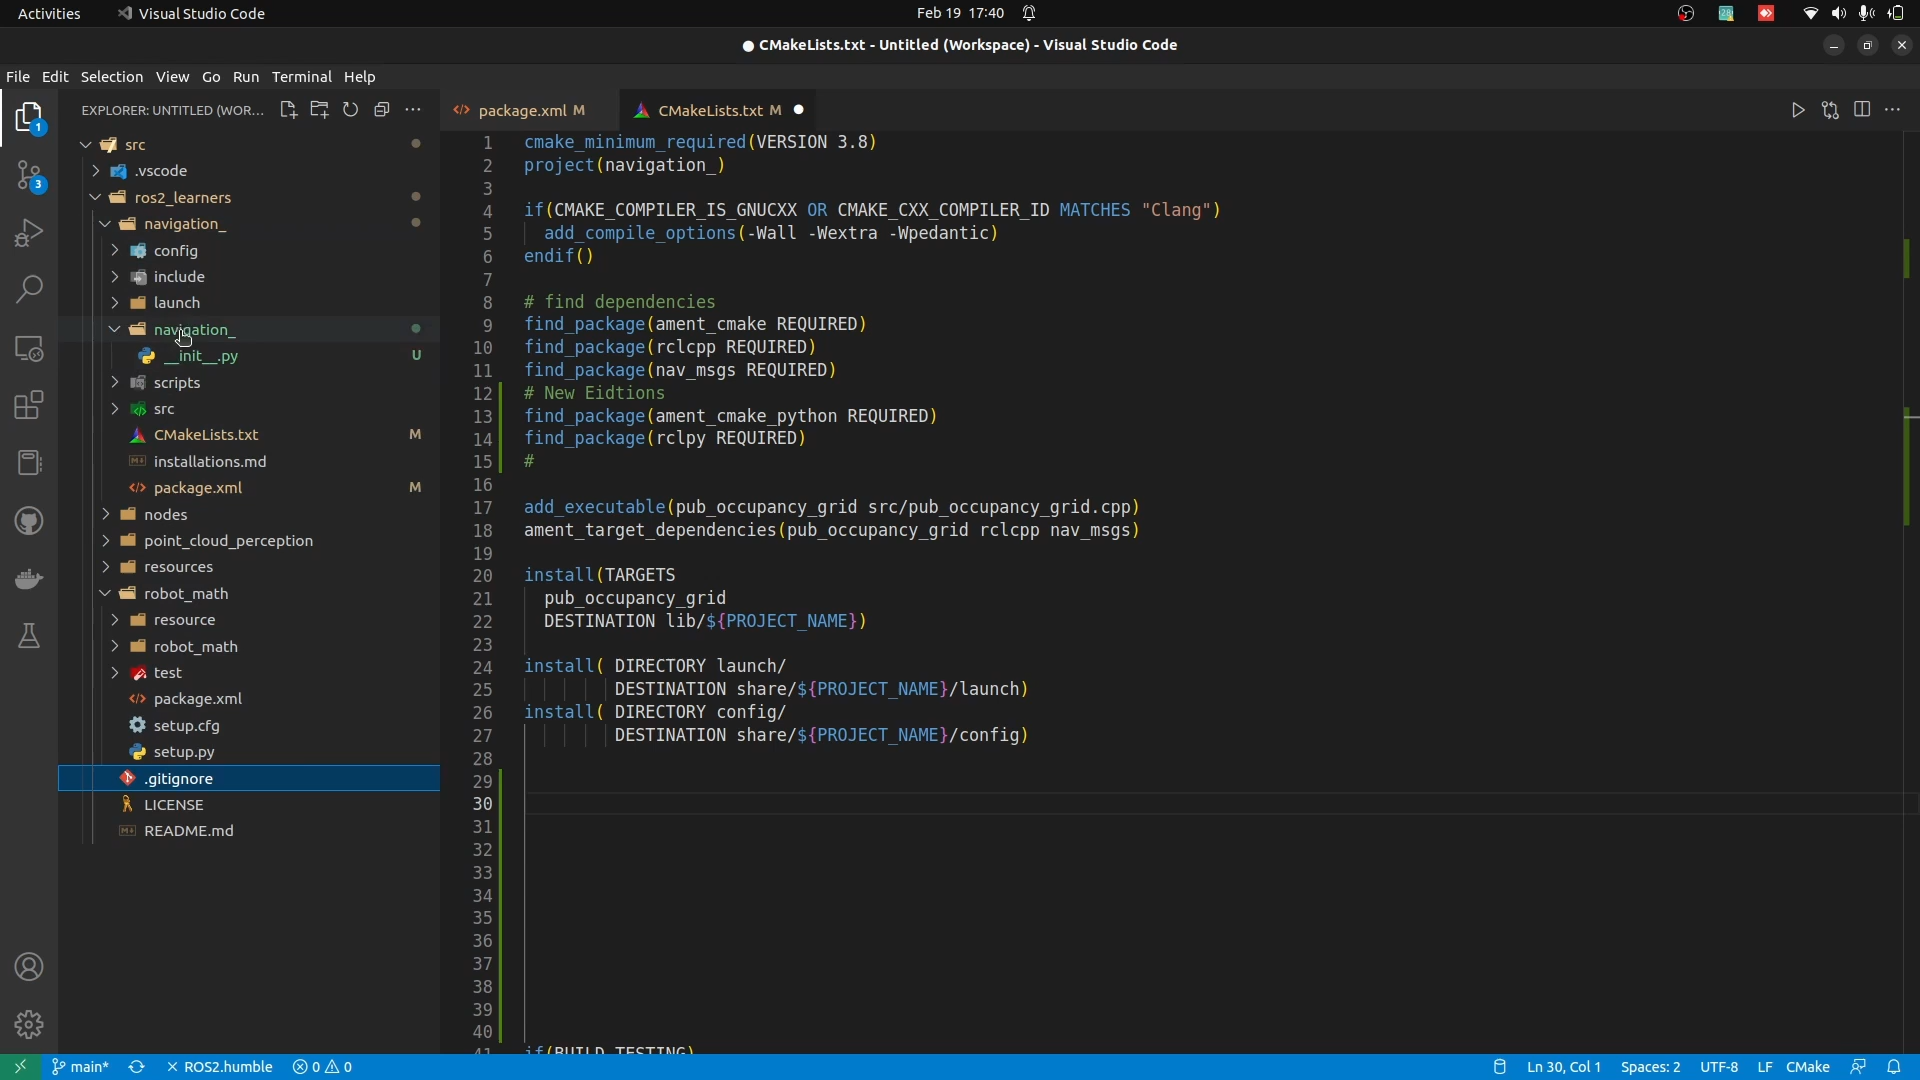 Activities
Visual Studio Code
Feb 19 17:40
● CMakeLists.txt - Untitled (Workspace) - Visual Studio Code
File Edit Selection View Go Run Terminal Help
EXPLORER: UNTITLED (WOR...
package.xml M
CMakeLists.txt M
1
3
src
.vscode
ros2_learners
navigation_
config
include
launch
navigation_
__init__.py U
scripts
src
CMakeLists.txt M
installations.md
package.xml M
nodes
point_cloud_perception
resources
robot_math
resource
robot_math
test
package.xml
setup.cfg
setup.py
.gitignore
LICENSE
README.md
1 cmake_minimum_required(VERSION 3.8)
2 project(navigation_)
3
4 if(CMAKE_COMPILER_IS_GNUCXX OR CMAKE_CXX_COMPILER_ID MATCHES "Clang")
5 add_compile_options(-Wall -Wextra -Wpedantic)
6 endif()
7
8 # find dependencies
9 find_package(ament_cmake REQUIRED)
10 find_package(rclcpp REQUIRED)
11 find_package(nav_msgs REQUIRED)
12 # New Eidtions
13 find_package(ament_cmake_python REQUIRED)
14 find_package(rclpy REQUIRED)
15 #
16
17 add_executable(pub_occupancy_grid src/pub_occupancy_grid.cpp)
18 ament_target_dependencies(pub_occupancy_grid rclcpp nav_msgs)
19
20 install(TARGETS
21 pub_occupancy_grid
22 DESTINATION lib/${PROJECT_NAME})
23
24 install( DIRECTORY launch/
25 DESTINATION share/${PROJECT_NAME}/launch)
26 install( DIRECTORY config/
27 DESTINATION share/${PROJECT_NAME}/config)
28
29
30
31
32
33
34
35
36
37
38
39
40
41 if(BUILD_TESTING)
main*
ROS2.humble
0 0
Ln 30, Col 1
Spaces: 2
UTF-8
LF
CMake